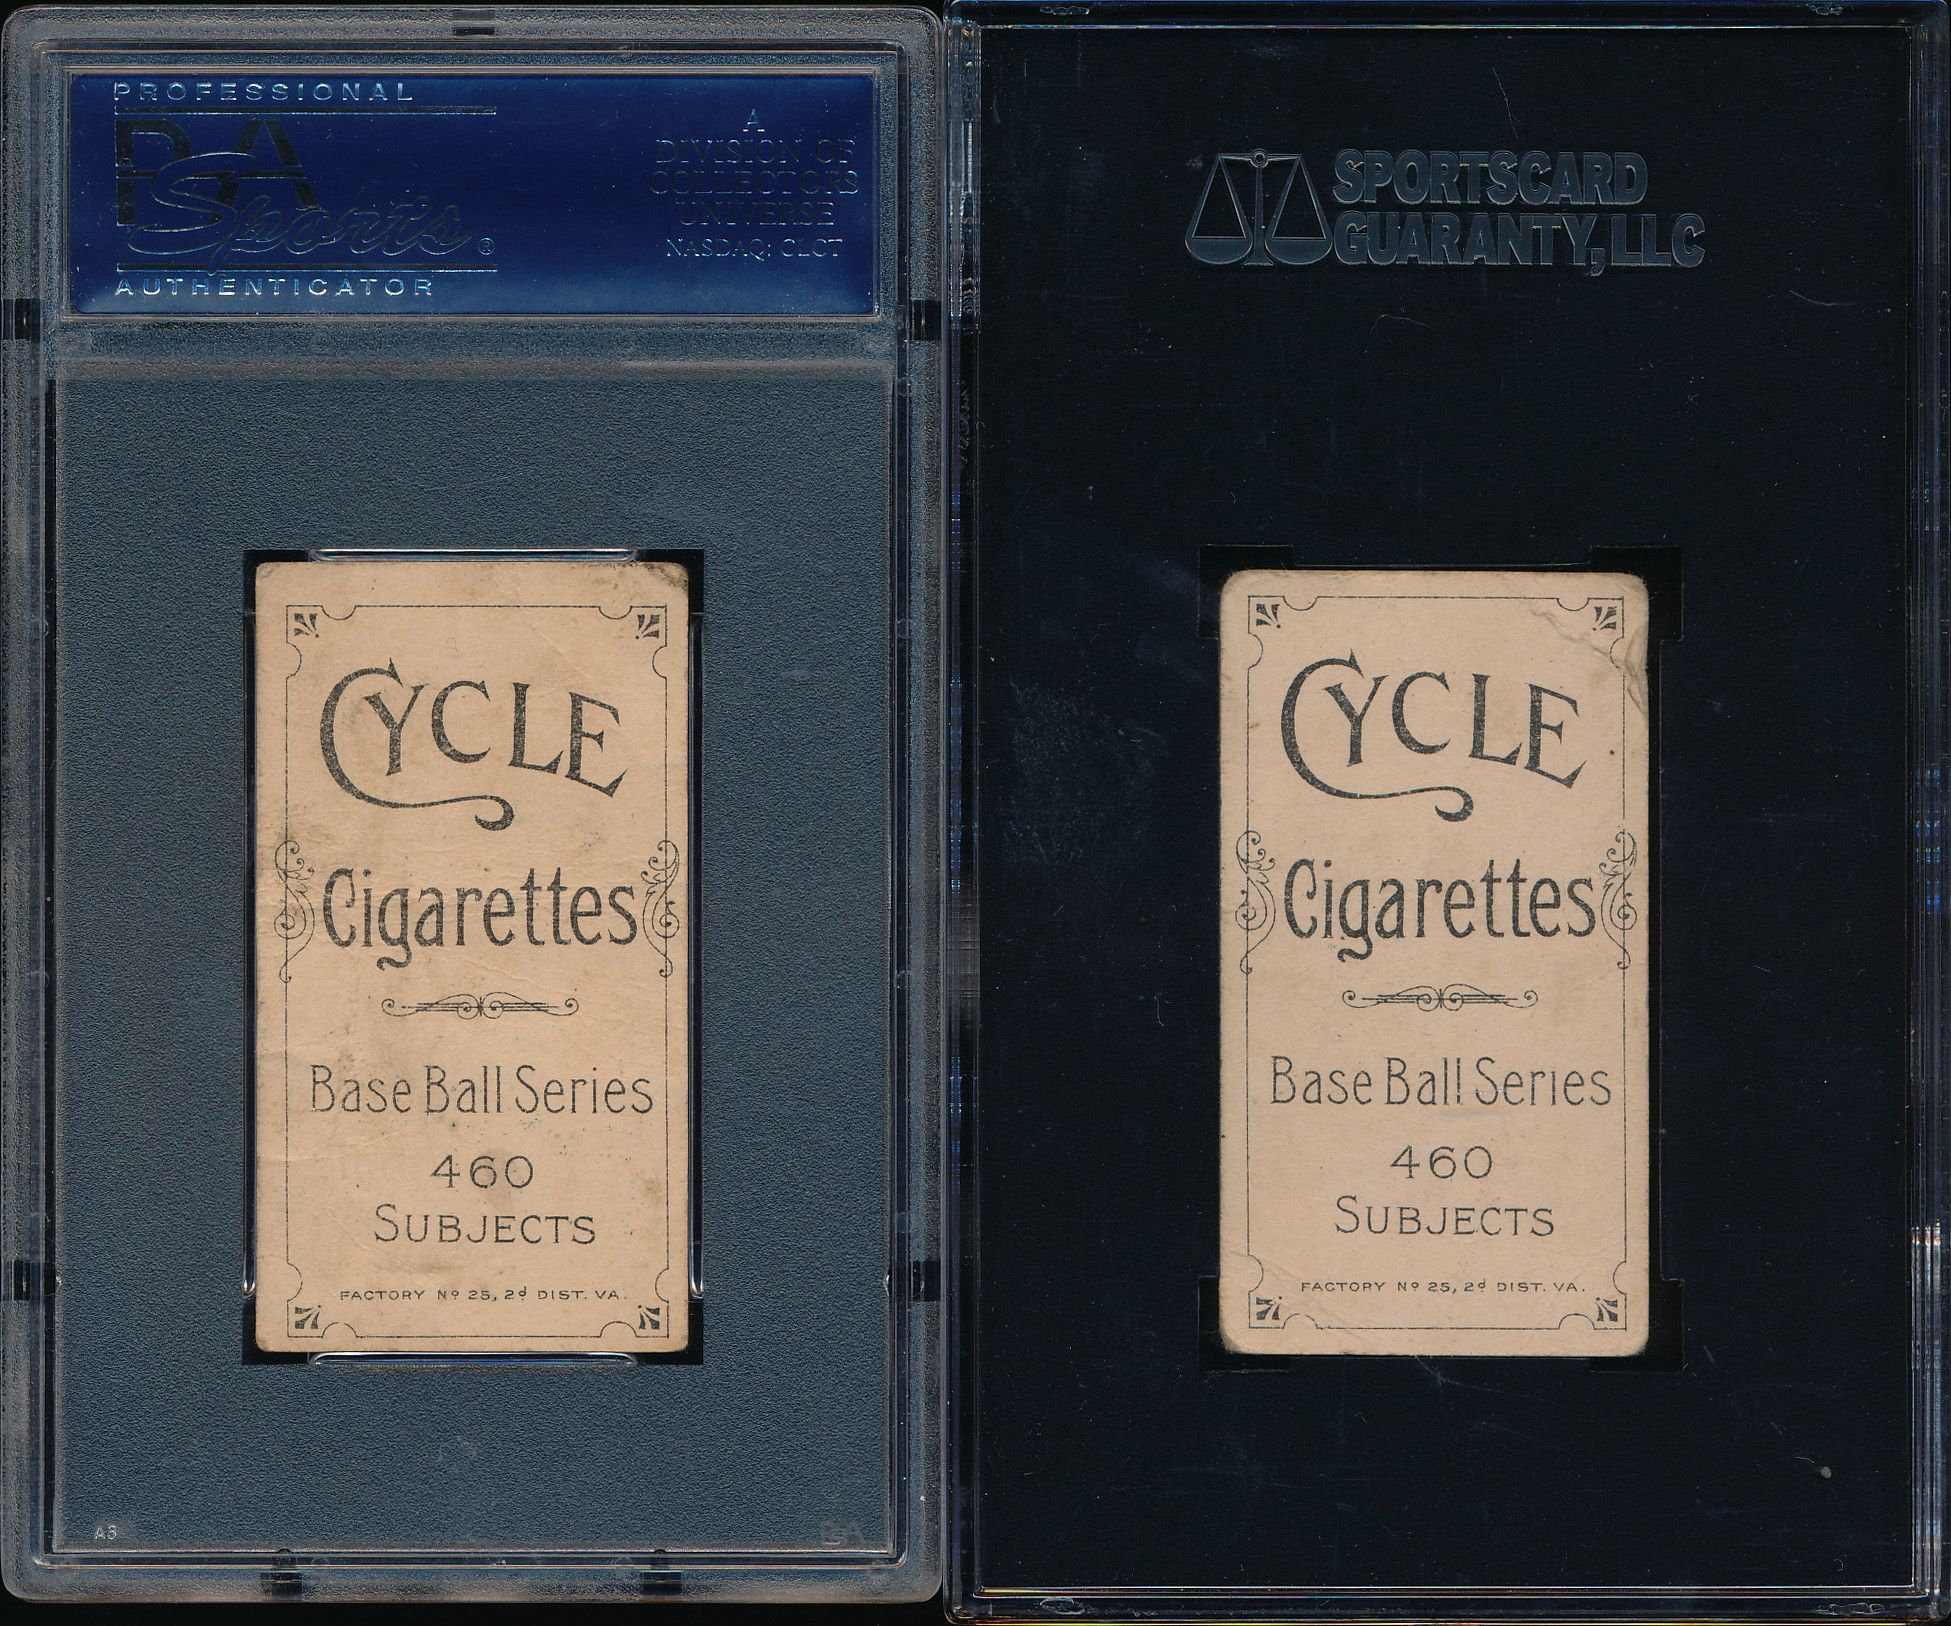 PROFESSIONAL
PSA
Sports®
AUTHENTICATOR
A
DIVISION OF
COLLECTORS
UNIVERSE
NASDAQ: CLCT
CYCLE
Cigarettes
Base Ball Series
460
SUBJECTS
FACTORY Nº 25, 2d DIST. VA.
A6
PSA
SPORTSCARD
GUARANTY, LLC
CYCLE
Cigarettes
Base Ball Series
460
SUBJECTS
FACTORY Nº 25, 2d DIST. VA.